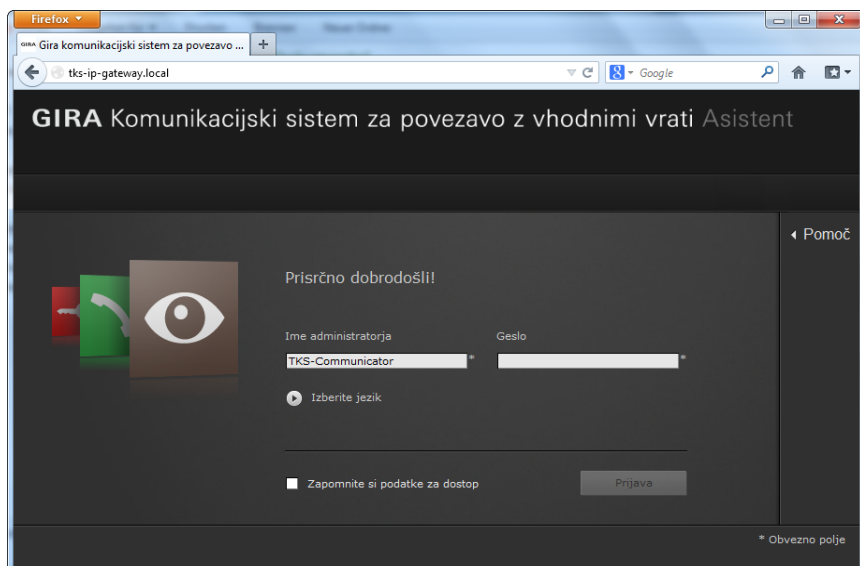 Firefox
GIRA Gira komunikacijski sistem za povezavo ...
tks-ip-gateway.local
Google
GIRA Komunikacijski sistem za povezavo z vhodnimi vrati Asistent
Pomoč
Prisrčno dobrodošli!
Ime administratorja Geslo
TKS-Communicator * *
Izberite jezik
Zapomnite si podatke za dostop Prijava
* Obvezno polje